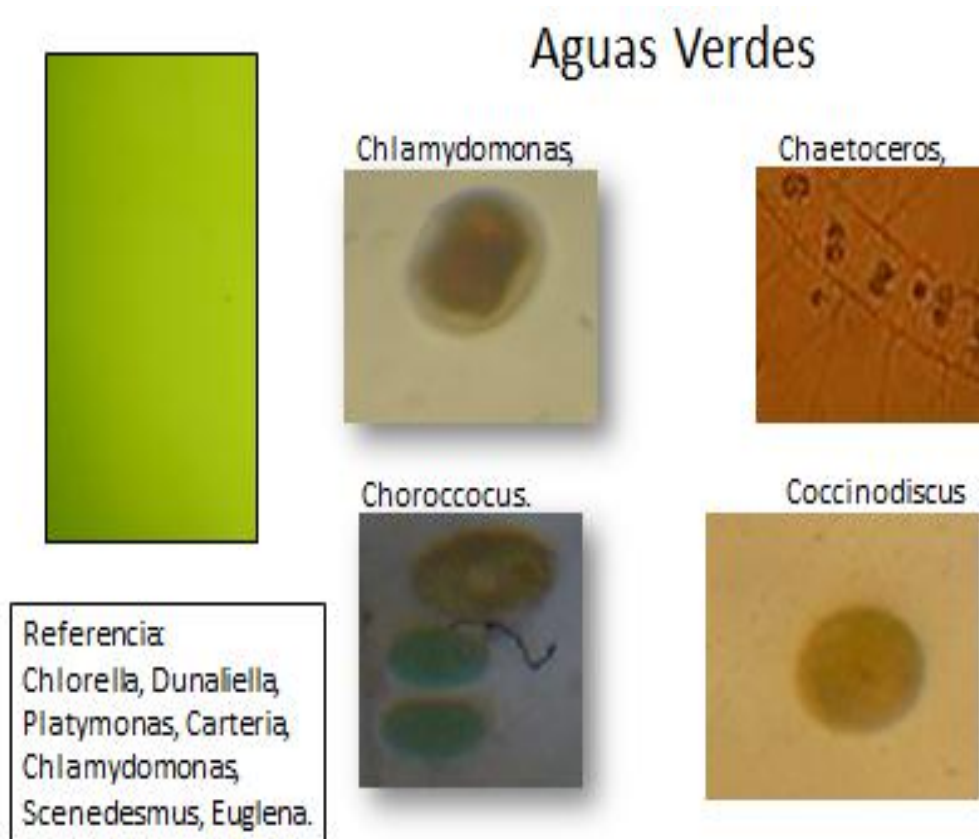 Aguas Verdes
Chlamydomonas,
Chaetoceros,
Choroccocus.
Coccinodiscus
Referencia:
Chlorella, Dunaliella,
Platymonas, Carteria,
Chlamydomonas,
Scenedesmus, Euglena.